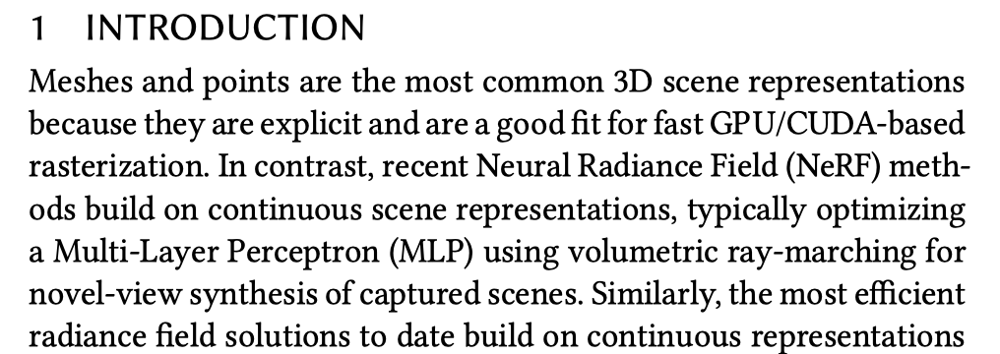 1 INTRODUCTION
Meshes and points are the most common 3D scene representations
because they are explicit and are a good fit for fast GPU/CUDA-based
rasterization. In contrast, recent Neural Radiance Field (NeRF) meth-
ods build on continuous scene representations, typically optimizing
a Multi-Layer Perceptron (MLP) using volumetric ray-marching for
novel-view synthesis of captured scenes. Similarly, the most efficient
radiance field solutions to date build on continuous representations